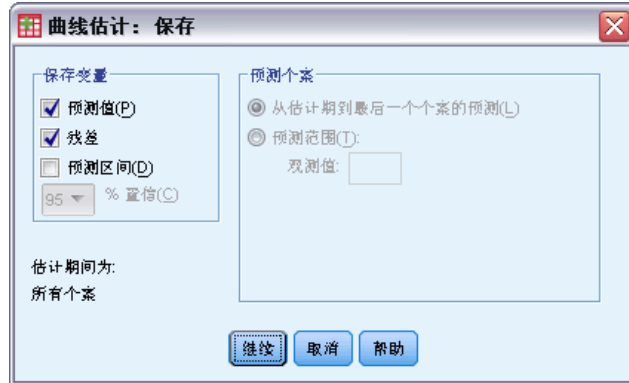 曲线估计：保存
保存变量
预测值(P)
残差
预测区间(D)
95 % 置信(C)
估计期间为:
所有个案
预测个案
从估计期到最后一个个案的预测(L)
预测范围(T):
观测值:
继续 取消 帮助